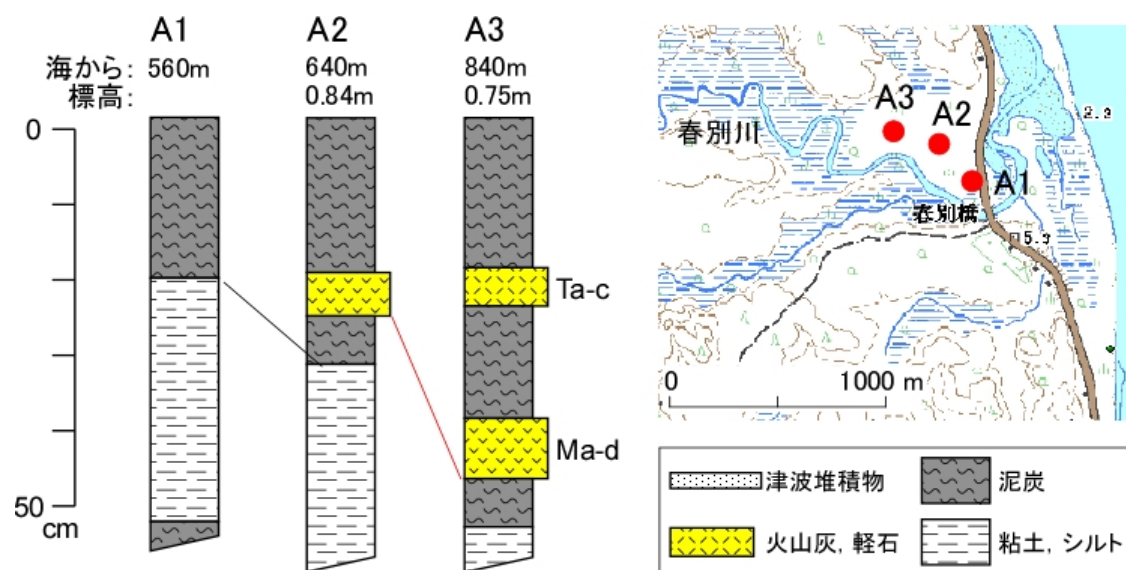 A1
A2
A3
海から: 560m
640m
840m
標高:
0.84m
0.75m
0
50
cm
Ta-c
Ma-d
春別川
A3
A2
A1
春別橋
2.3
5.3
0
1000 m
津波堆積物
泥炭
火山灰, 軽石
粘土, シルト